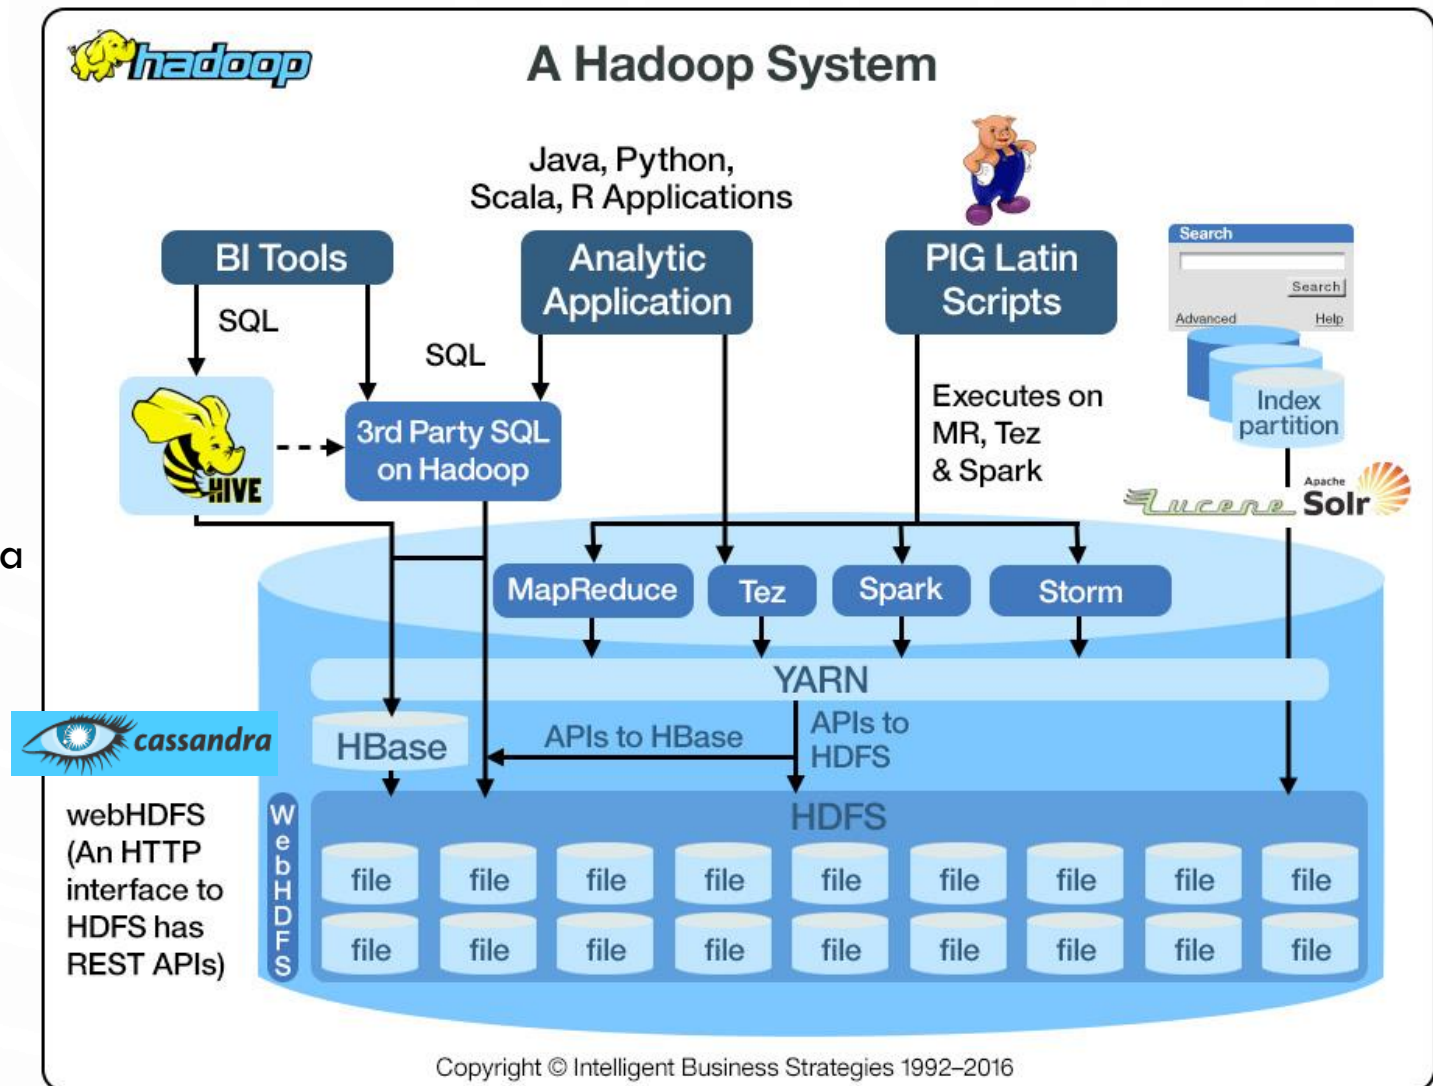 hadoop
A Hadoop System
Java, Python,
Scala, R Applications
BI Tools
Analytic
Application
PIG Latin
Scripts
Search
Search
Advanced
Help
SQL
SQL
Executes on
MR, Tez
& Spark
Index
partition
HIVE
3rd Party SQL
on Hadoop
Lucene
Apache
Solr
a
MapReduce
Tez
Spark
Storm
YARN
cassandra
HBase
APIs to HBase
APIs to
HDFS
webHDFS
(An HTTP
interface to
HDFS has
REST APIs)
WebHDFS
HDFS
file file file file file file file file file
file file file file file file file file file
Copyright © Intelligent Business Strategies 1992–2016